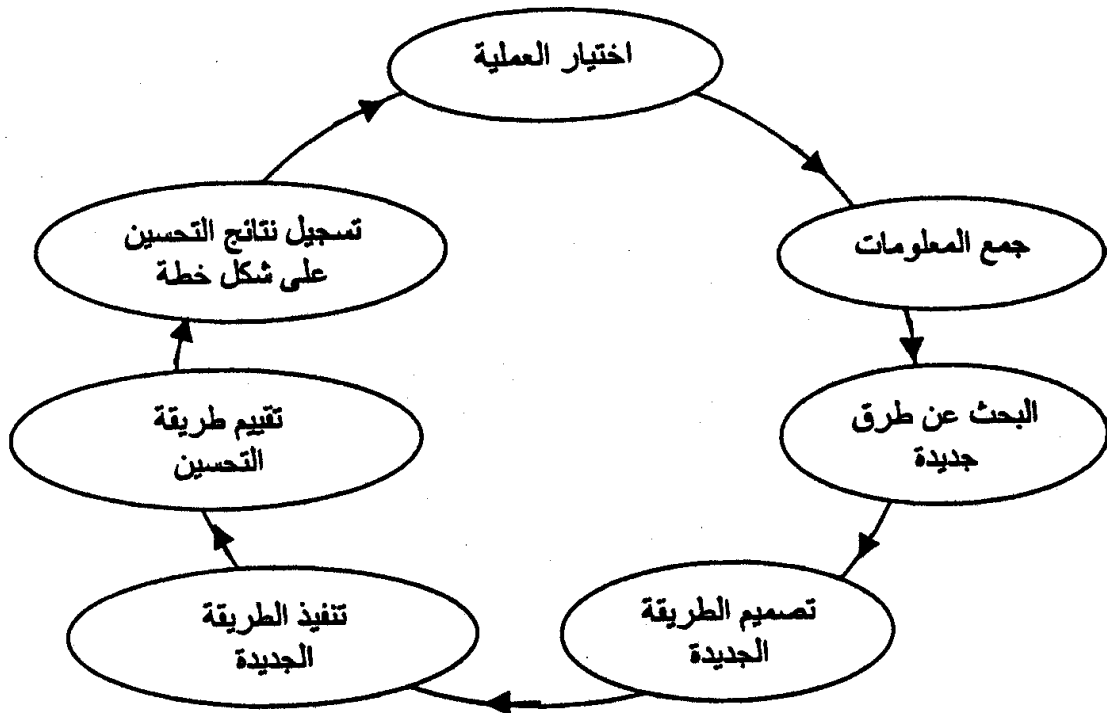 اختيار العملية
جمع المعلومات
البحث عن طرق
جديدة
تصميم الطريقة
الجديدة
تنفيذ الطريقة
الجديدة
تقييم طريقة
التحسين
تسجيل نتائج التحسين
على شكل خطة